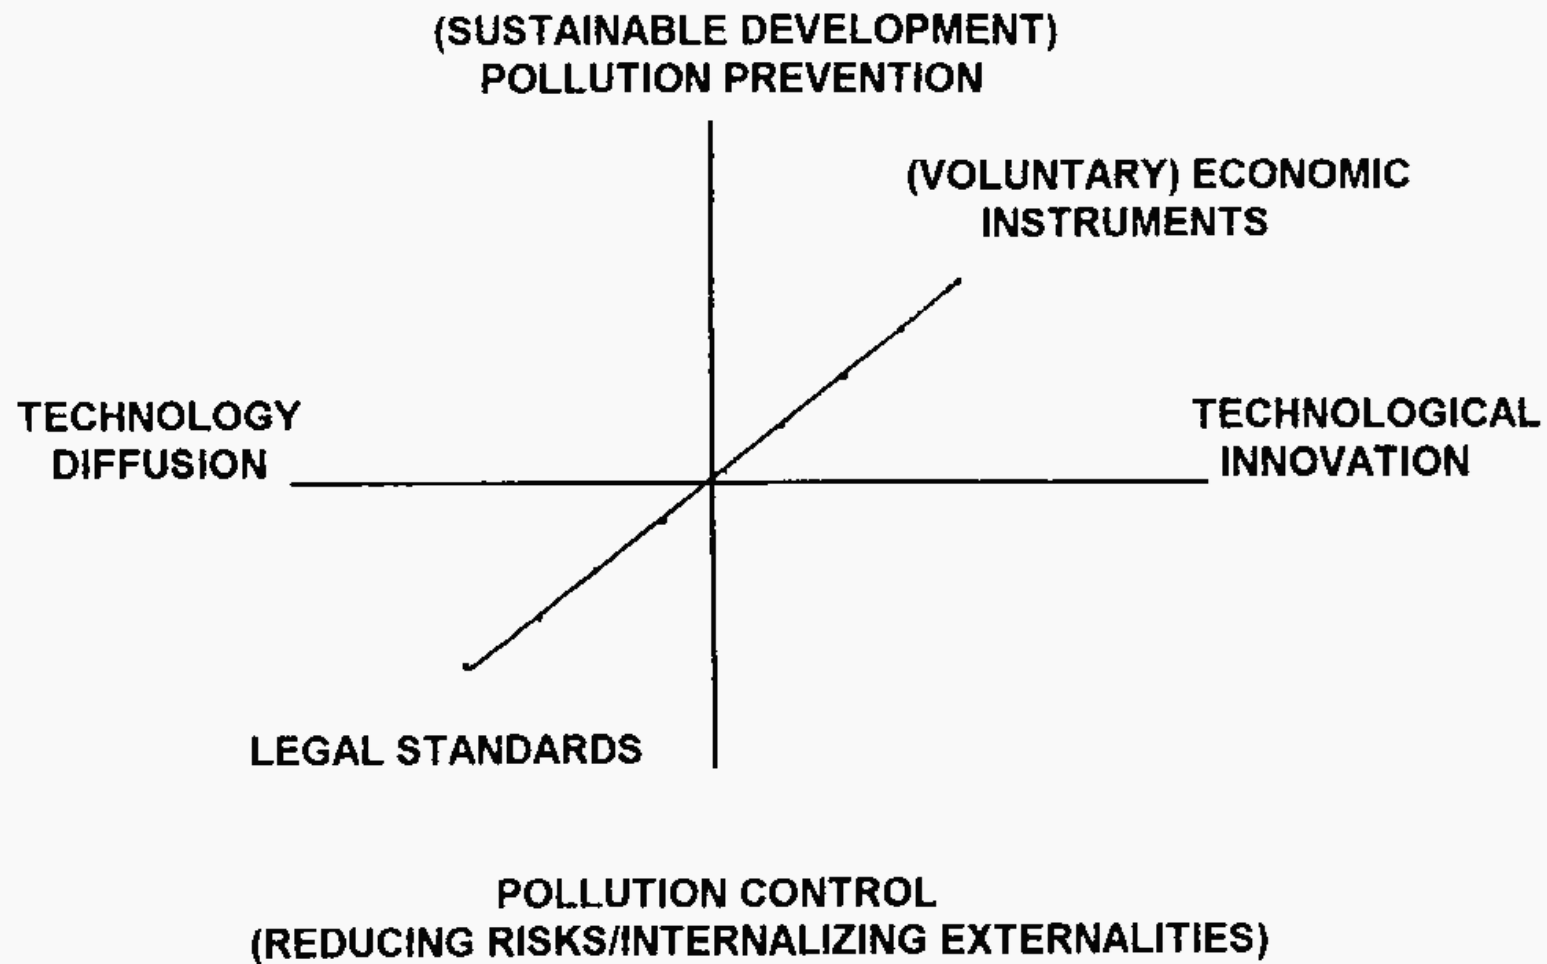 (SUSTAINABLE DEVELOPMENT)
POLLUTION PREVENTION
(VOLUNTARY) ECONOMIC
INSTRUMENTS
TECHNOLOGY
DIFFUSION
TECHNOLOGICAL
INNOVATION
LEGAL STANDARDS
POLLUTION CONTROL
(REDUCING RISKS/INTERNALIZING EXTERNALITIES)